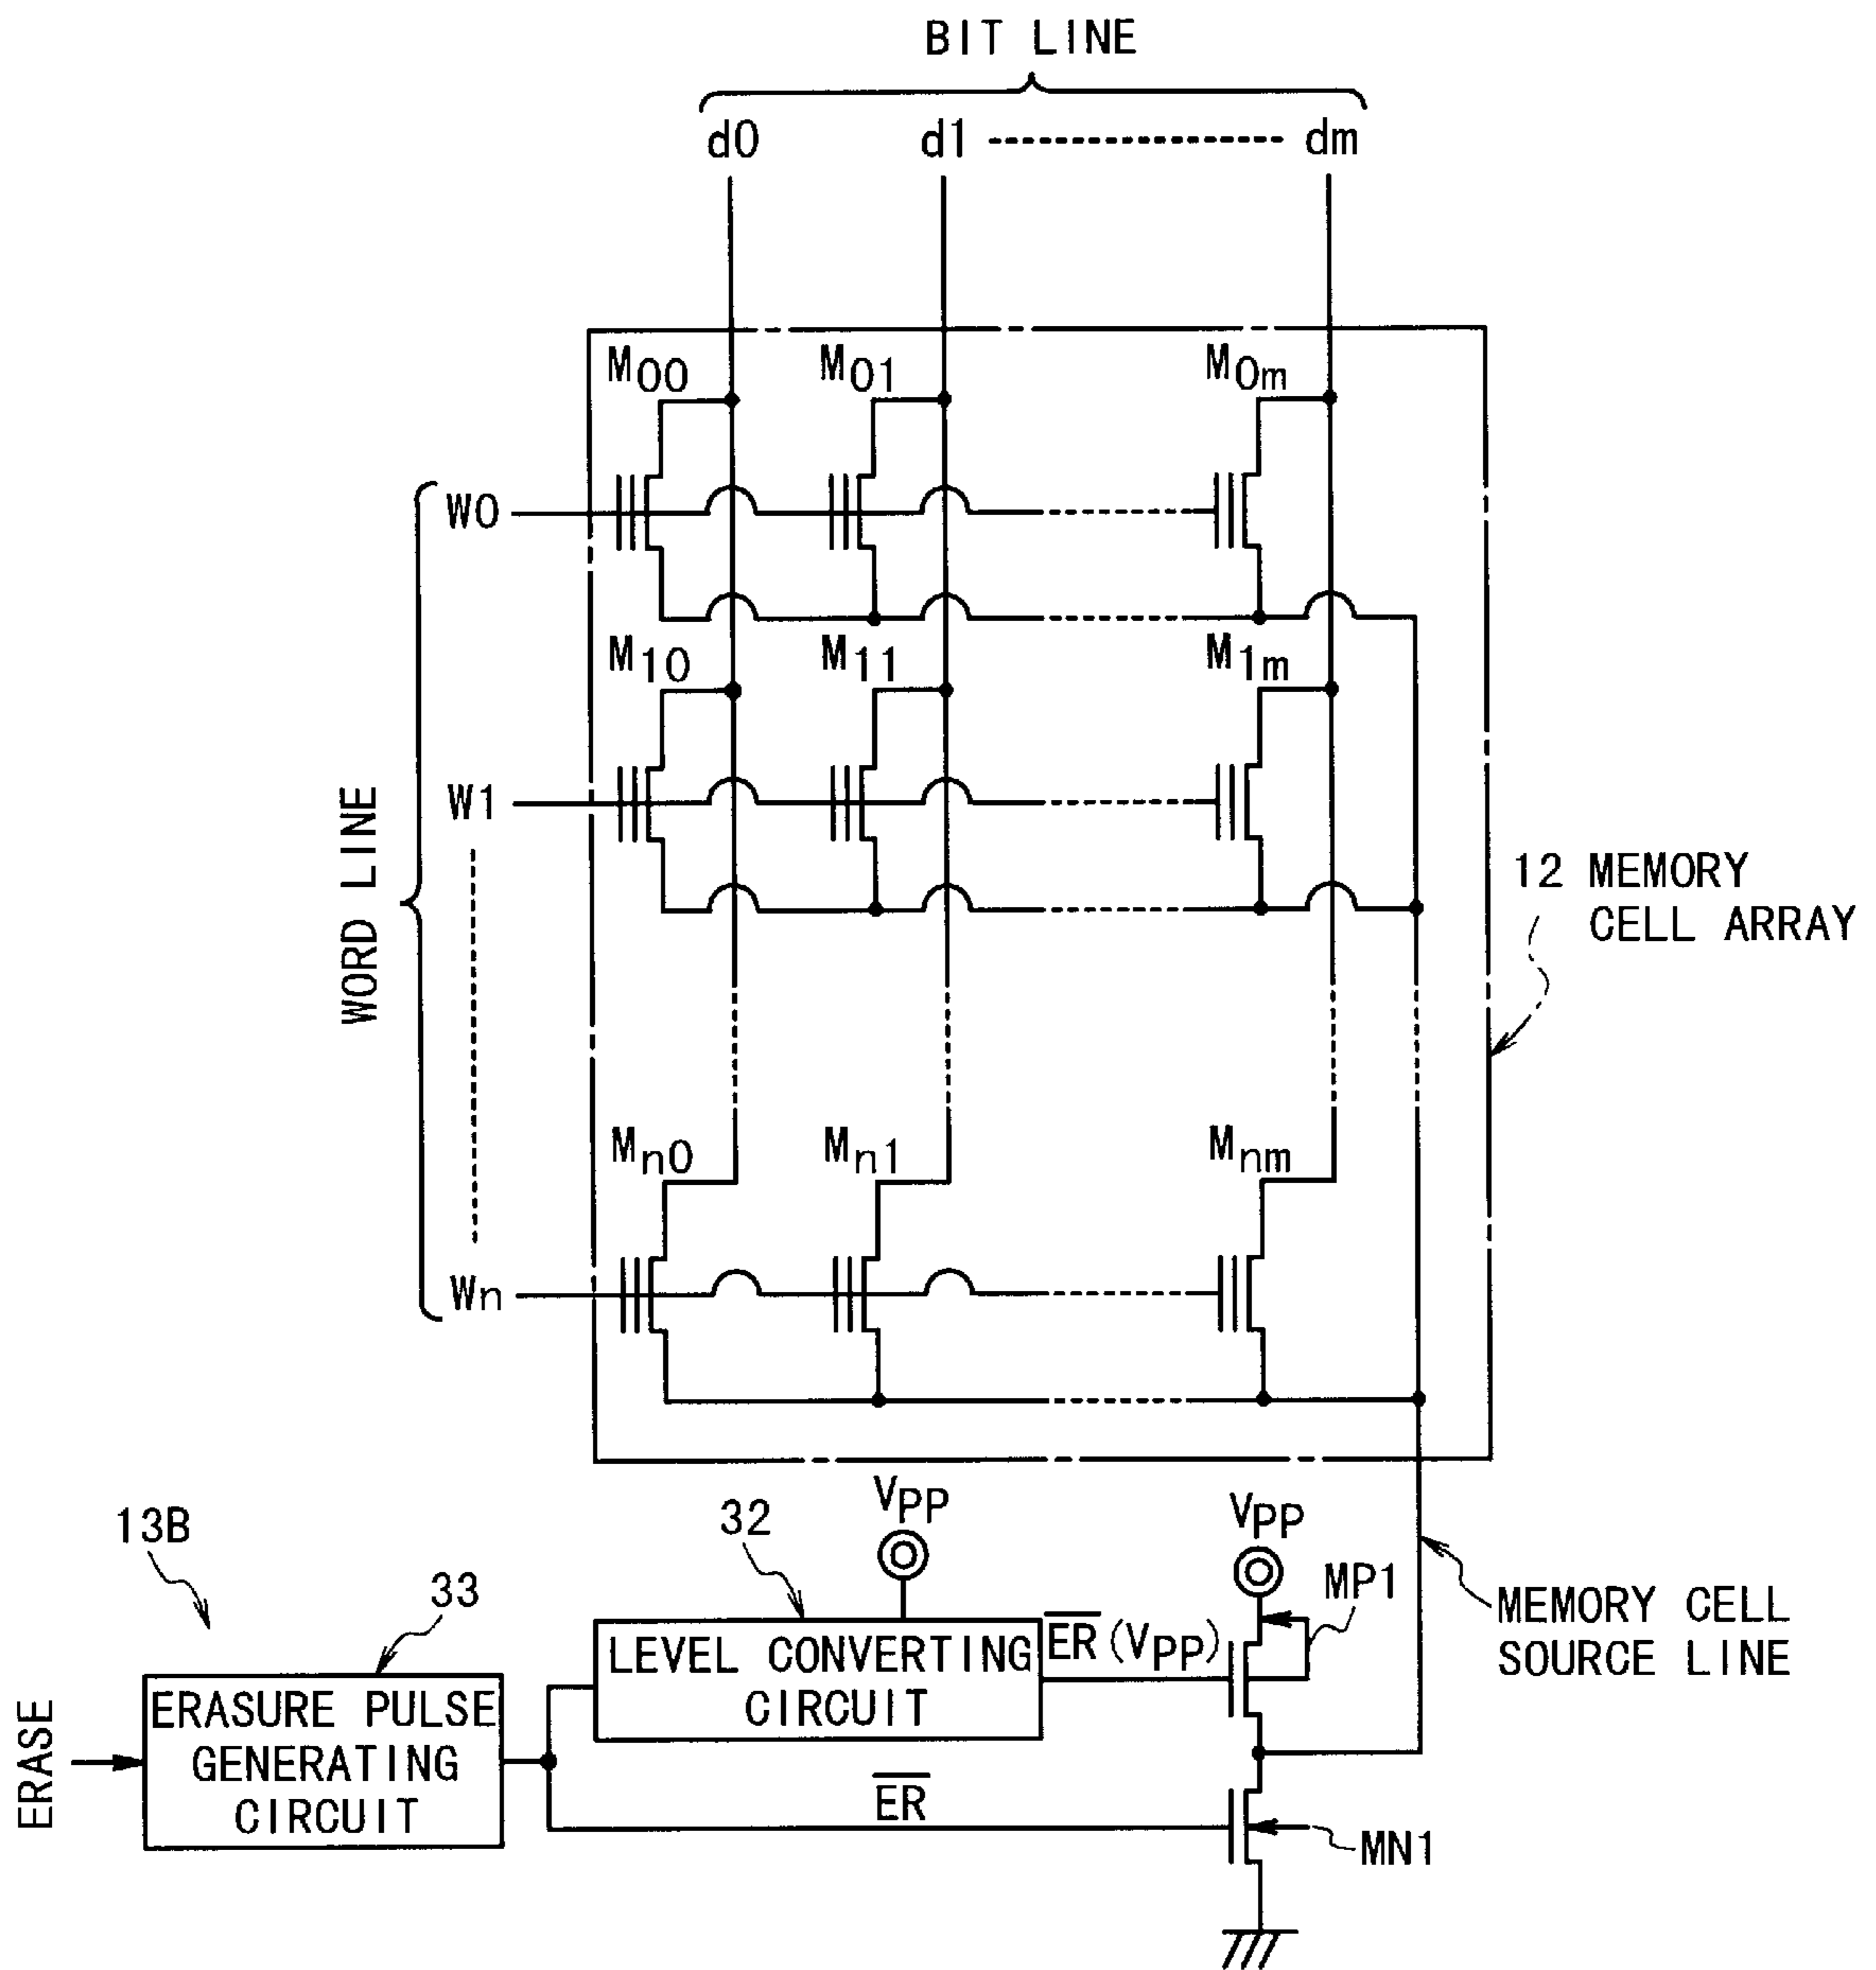 BIT LINE
d0 d1 dm
M00 M01 M0m
W0
M10 M11 M1m
W1
WORD LINE
12 MEMORY
CELL ARRAY
Mn0 Mn1 Mnm
Wn
VPP
VPP
13B
32
33
MP1
MEMORY CELL
SOURCE LINE
LEVEL CONVERTING
CIRCUIT
E̅R̅ (VPP)
ERASE
ERASURE PULSE
GENERATING
CIRCUIT
E̅R̅
MN1